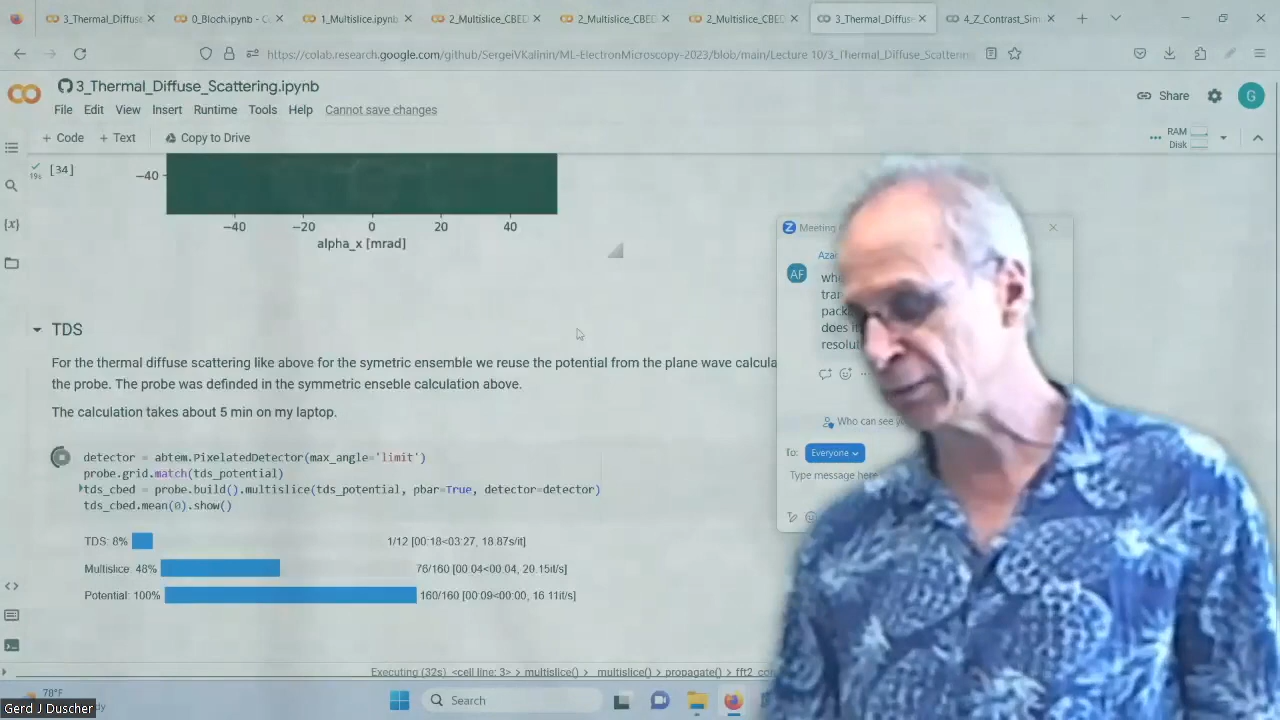 3_Thermal_Diffus
0_Bloch.ipynb - C
1_Multislice.ipynb
2_Multislice_CBED
2_Multislice_CBED
2_Multislice_CBED
3_Thermal_Diffus
4_Z_Contrast_Sim
https://colab.research.google.com/github/SergeiVKalinin/ML-ElectronMicroscopy-2023/blob/main/Lecture 10/3_Thermal_Diffuse_Scattering
3_Thermal_Diffuse_Scattering.ipynb
File Edit View Insert Runtime Tools Help Cannot save changes
Share
G
+ Code + Text Copy to Drive
RAM
Disk
[34]
19s
−40
−40 −20 0 20 40
alpha_x [mrad]
Meeting
AF
does i
resolu
Who can see yo
To: Everyone
Type message here
TDS
For the thermal diffuse scattering like above for the symetric ensemble we reuse the potential from the plane wave calcula
the probe. The probe was definded in the symmetric enseble calculation above.
The calculation takes about 5 min on my laptop.
detector = abtem.PixelatedDetector(max_angle='limit')
probe.grid.match(tds_potential)
tds_cbed = probe.build().multislice(tds_potential, pbar=True, detector=detector)
tds_cbed.mean(0).show()
TDS: 8% 1/12 [00:18<03:27, 18.87s/it]
Multislice: 48% 76/160 [00:04<00:04, 20.15it/s]
Potential: 100% 160/160 [00:09<00:00, 16.11it/s]
Executing (32s) <cell line: 3> > multislice() > _multislice() > propagate() > fft2_co
78°F
Search
Gerd J Duscher